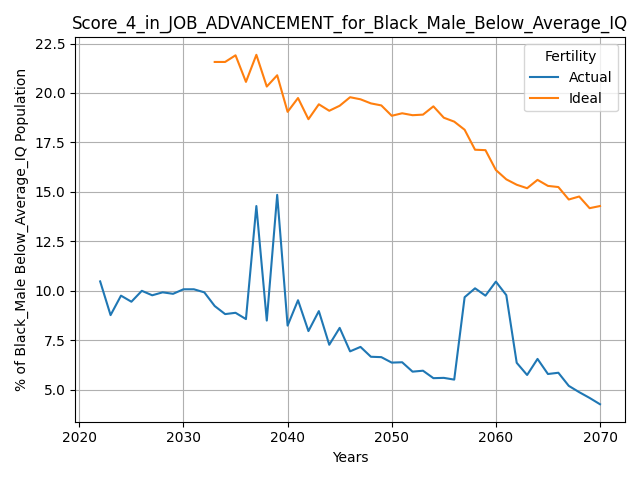 Score_4_in_JOB_ADVANCEMENT_for_Black_Male_Below_Average_IQ
% of Black_Male Below_Average_IQ Population
22.5
20.0
17.5
15.0
12.5
10.0
7.5
5.0
Fertility
Actual
Ideal
2020 2030 2040 2050 2060 2070
Years